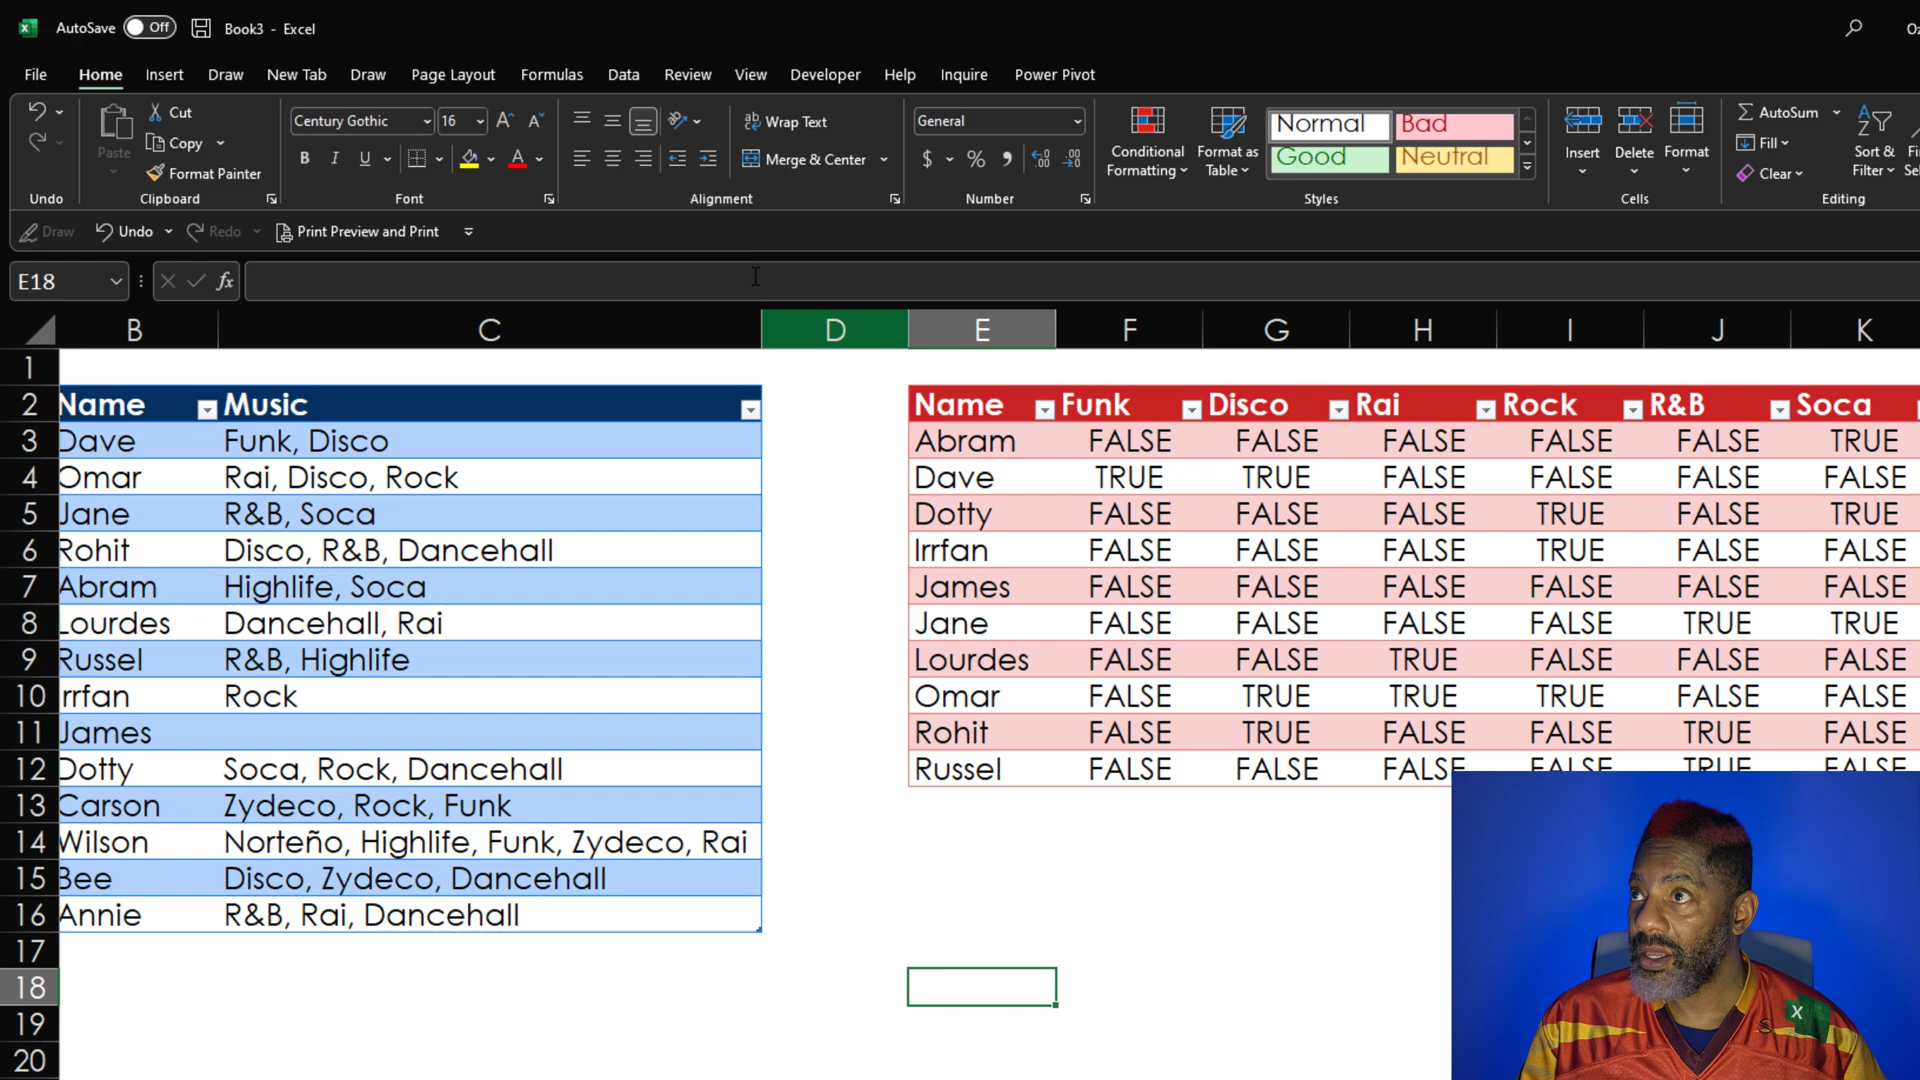 AutoSave Off Book3 - Excel
File Home Insert Draw New Tab Draw Page Layout Formulas Data Review View Developer Help Inquire Power Pivot
Paste Cut Copy Format Painter
Century Gothic 16
B I U A
Wrap Text
Merge & Center
General
$ % 9
Conditional Formatting
Format as Table
Normal Bad
Good Neutral
Insert Delete Format
AutoSum
Fill
Clear
Sort & Filter
Undo Clipboard Font Alignment Number Styles Cells Editing
Draw Undo Redo Print Preview and Print
E18 fx
B C D E F G H I J K
1
2 Name Music Name Funk Disco Rai Rock R&B Soca
3 Dave Funk, Disco Abram FALSE FALSE FALSE FALSE FALSE TRUE
4 Omar Rai, Disco, Rock Dave TRUE TRUE FALSE FALSE FALSE FALSE
5 Jane R&B, Soca Dotty FALSE FALSE FALSE TRUE FALSE TRUE
6 Rohit Disco, R&B, Dancehall Irrfan FALSE FALSE FALSE TRUE FALSE FALSE
7 Abram Highlife, Soca James FALSE FALSE FALSE FALSE FALSE FALSE
8 Lourdes Dancehall, Rai Jane FALSE FALSE FALSE FALSE TRUE TRUE
9 Russel R&B, Highlife Lourdes FALSE FALSE TRUE FALSE FALSE FALSE
10 Irrfan Rock Omar FALSE TRUE TRUE TRUE FALSE FALSE
11 James Rohit FALSE TRUE FALSE FALSE TRUE FALSE
12 Dotty Soca, Rock, Dancehall Russel FALSE FALSE FALSE FALSE TRUE FALSE
13 Carson Zydeco, Rock, Funk
14 Wilson Norteño, Highlife, Funk, Zydeco, Rai
15 Bee Disco, Zydeco, Dancehall
16 Annie R&B, Rai, Dancehall
17
18
19
20